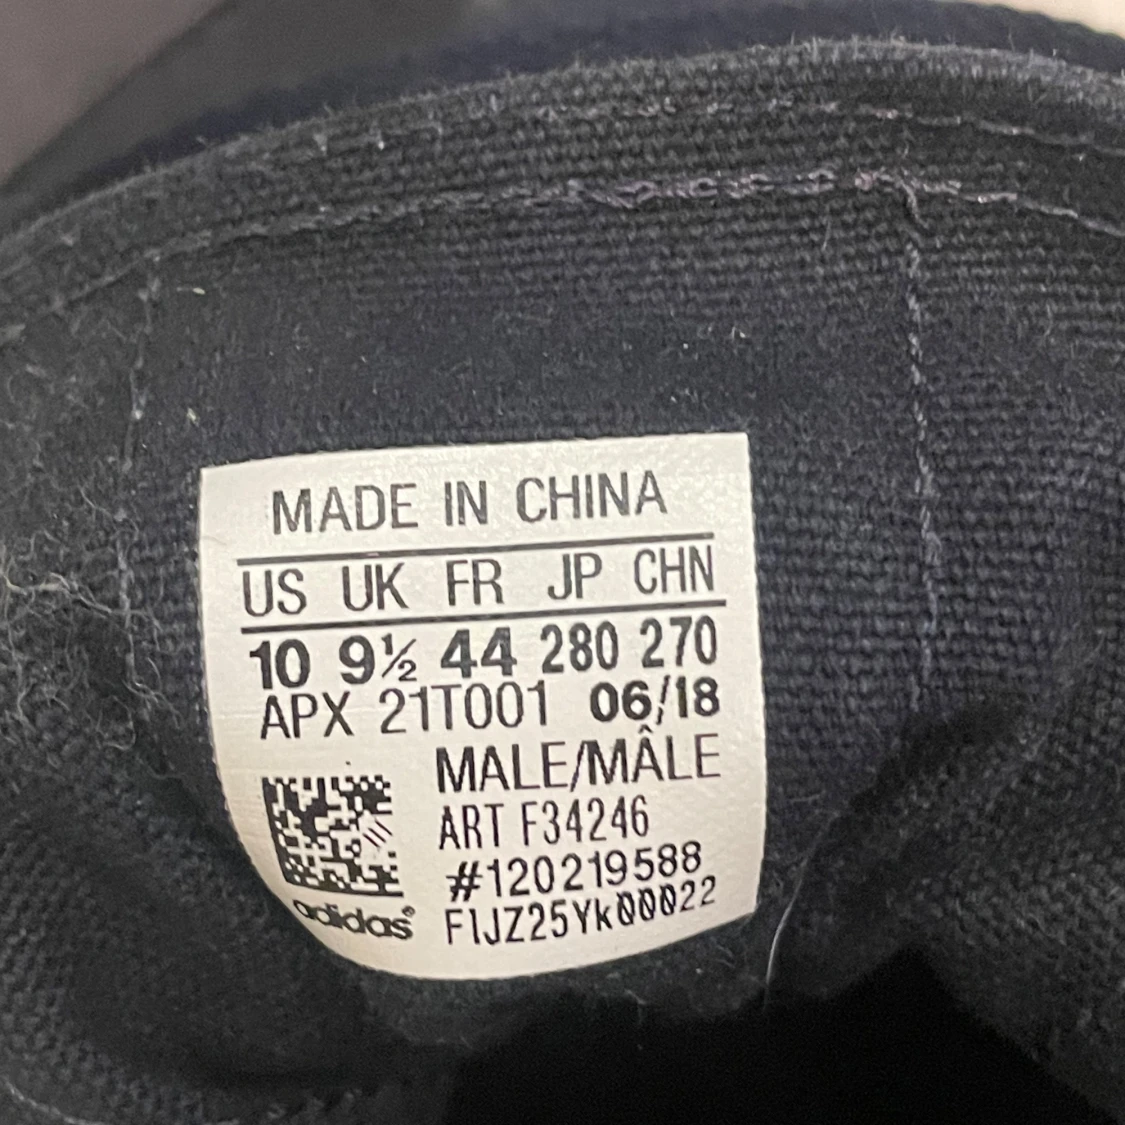 MADE IN CHINA
US UK FR JP CHN
10 9½ 44 280 270
APX 21T001 06/18
MALE/MÂLE
ART F34246
#120219588
adidas®
F1JZ25Yk00022